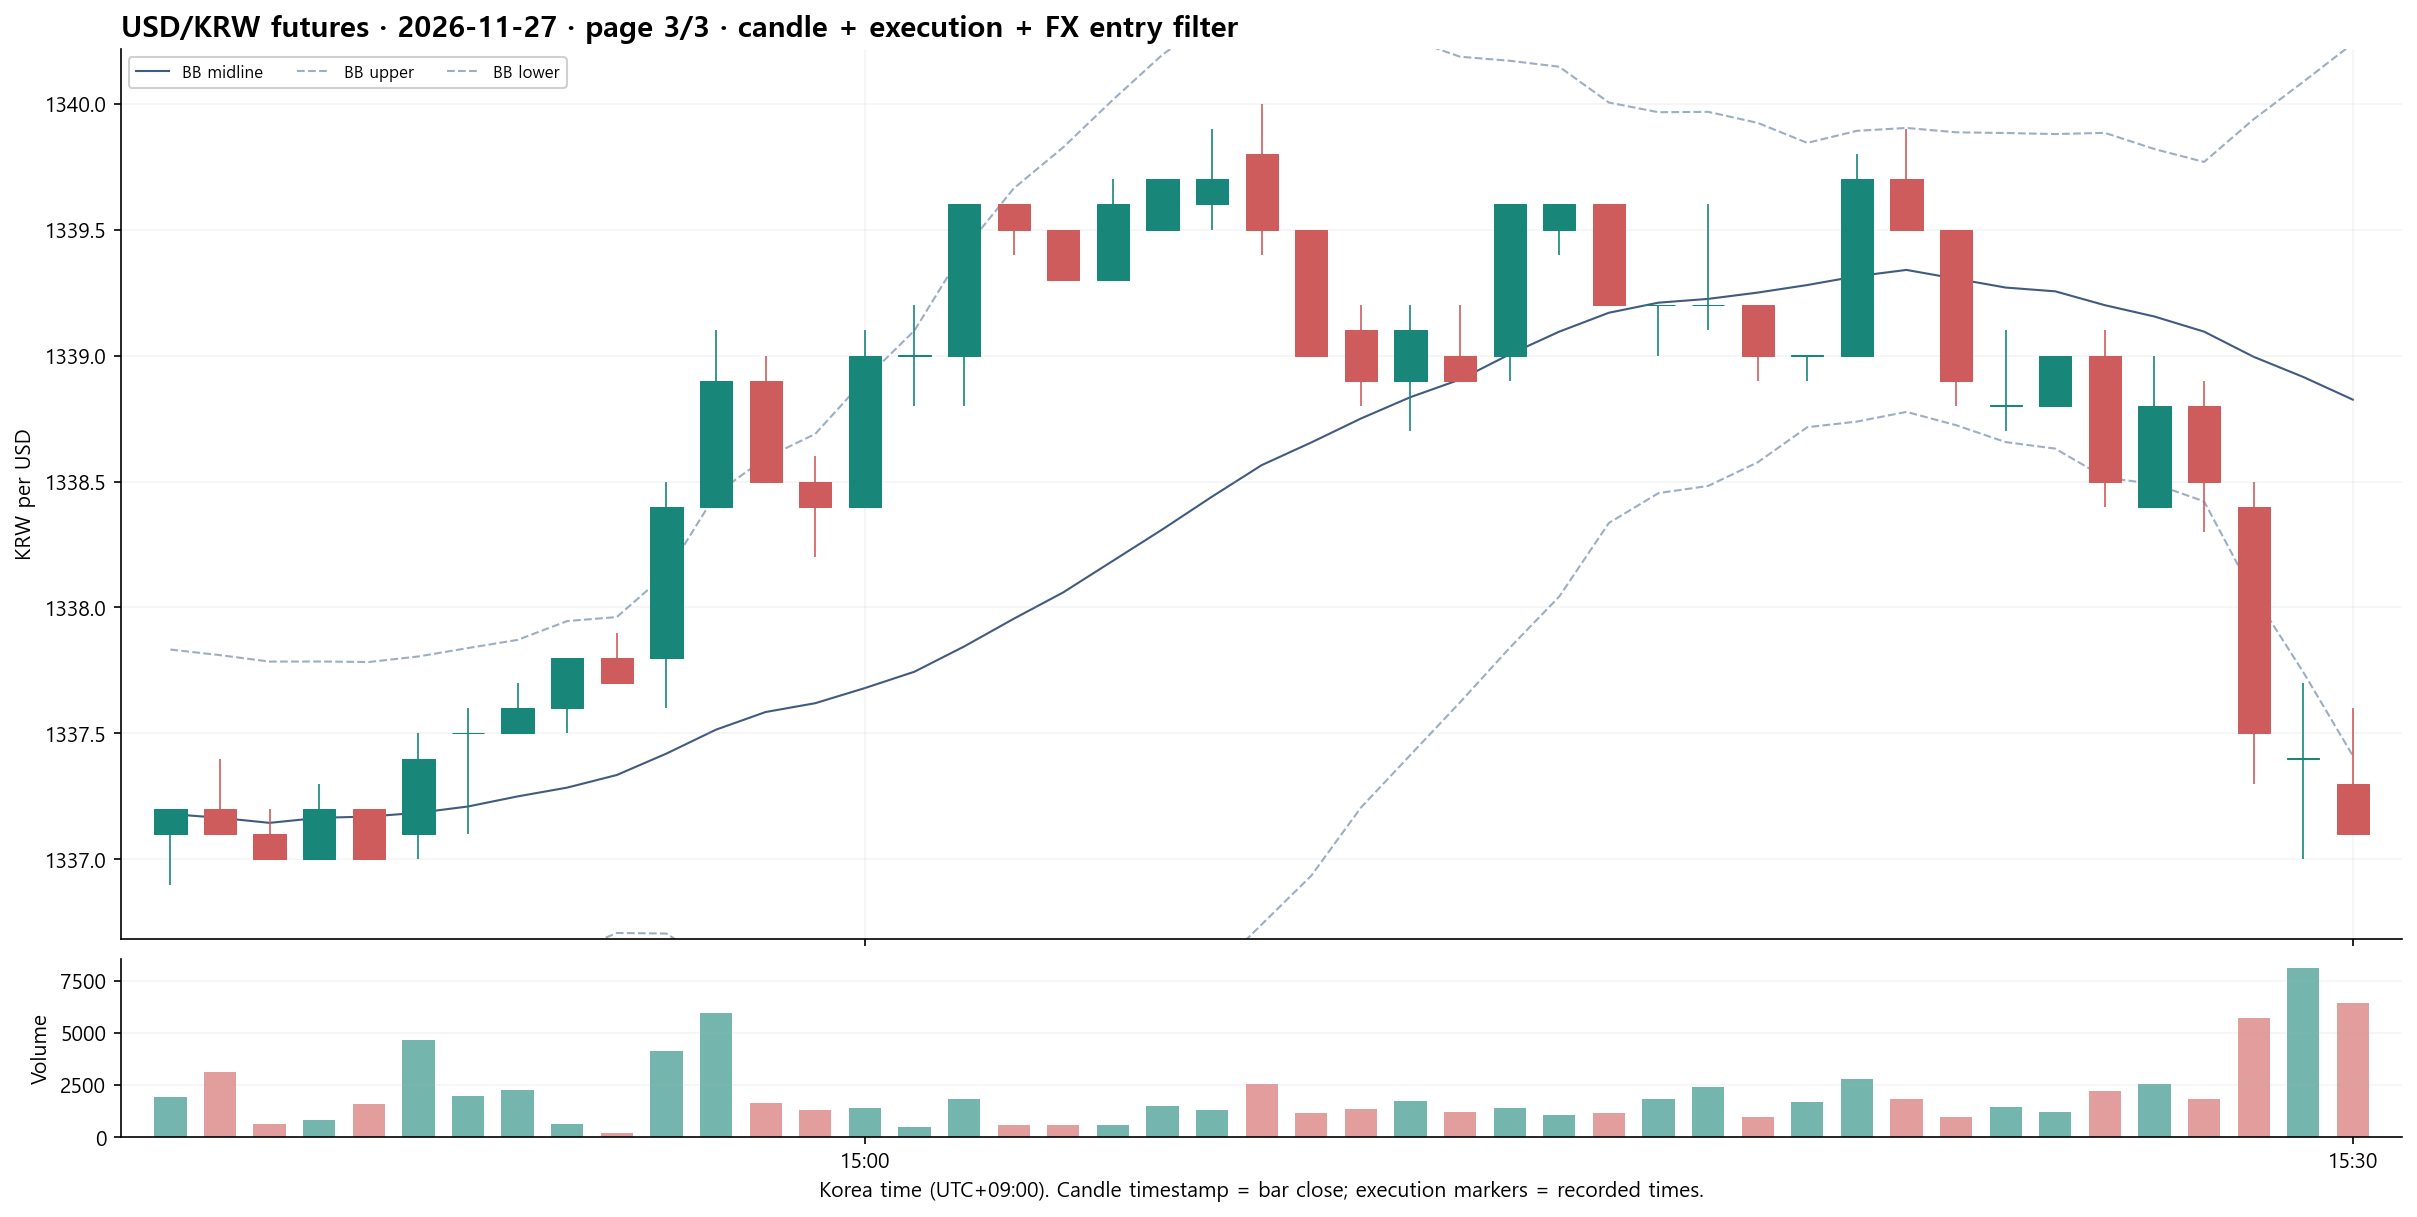 USD/KRW futures · 2026-11-27 · page 3/3 · candle + execution + FX entry filter
BB midline BB upper BB lower
KRW per USD
1340.0
1339.5
1339.0
1338.5
1338.0
1337.5
1337.0
Volume
7500
5000
2500
0
15:00 15:30
Korea time (UTC+09:00). Candle timestamp = bar close; execution markers = recorded times.